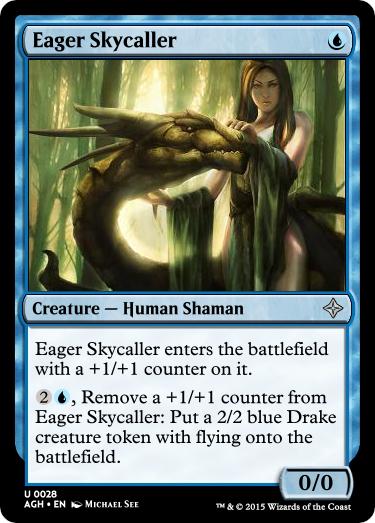 Eager Skycaller
Creature — Human Shaman
Eager Skycaller enters the battlefield
with a +1/+1 counter on it.
2, Remove a +1/+1 counter from
Eager Skycaller: Put a 2/2 blue Drake
creature token with flying onto the
battlefield.
0/0
U 0028
AGH • EN Michael See
™ & © 2015 Wizards of the Coast